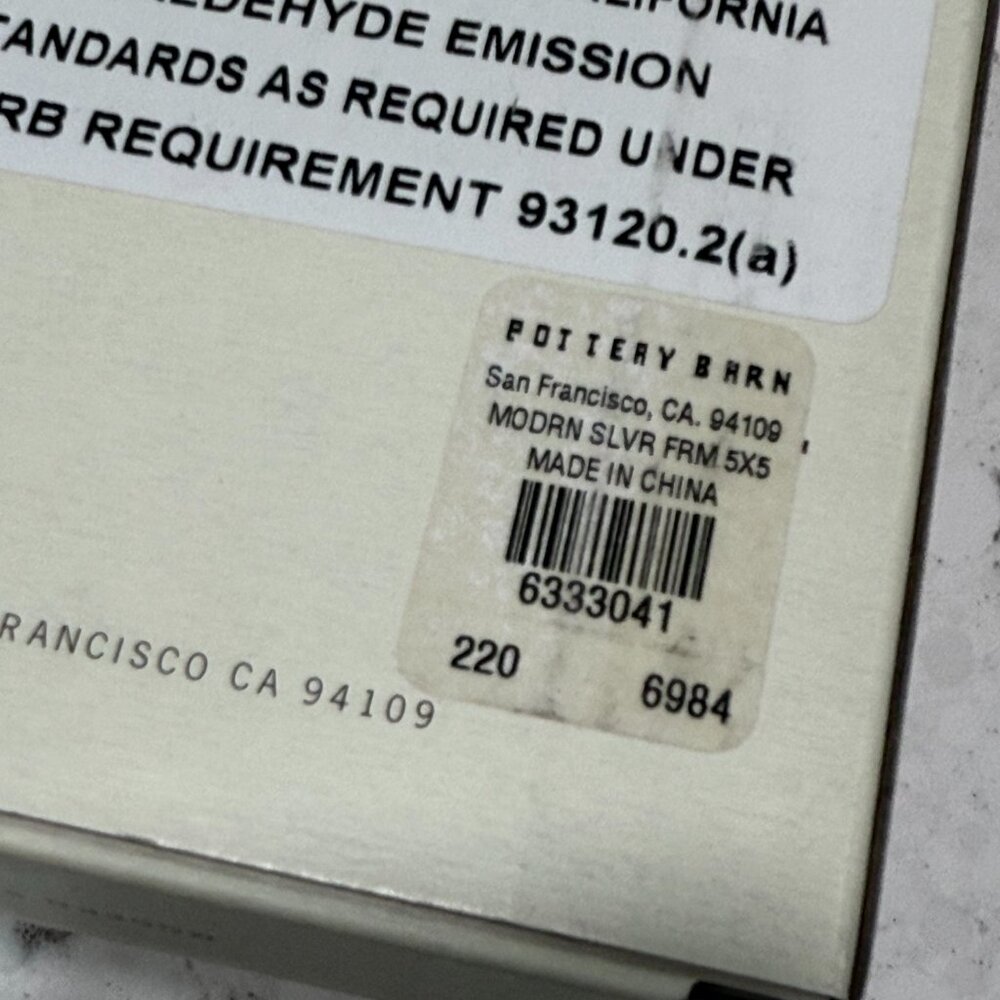 CALIFORNIA
ALDEHYDE EMISSION
STANDARDS AS REQUIRED UNDER
RB REQUIREMENT 93120.2(a)
POTTERY BARN
San Francisco, CA. 94109
MODRN SLVR FRM 5X5
MADE IN CHINA
6333041
220 6984
RANCISCO CA 94109